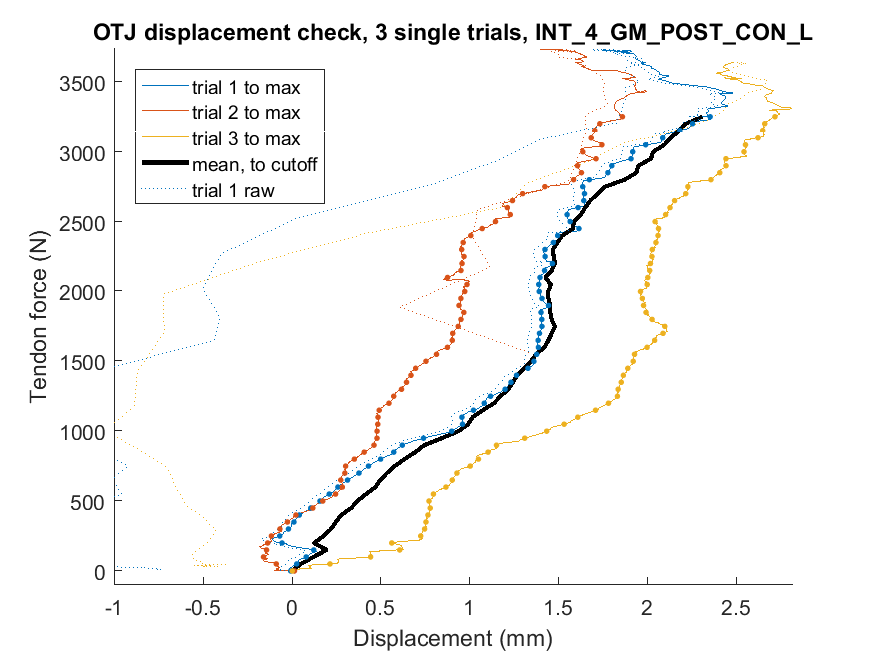 OTJ displacement check, 3 single trials, INT_4_GM_POST_CON_L
trial 1 to max
trial 2 to max
trial 3 to max
mean, to cutoff
trial 1 raw
Tendon force (N)
3500
3000
2500
2000
1500
1000
500
0
-1
-0.5
0
0.5
1
1.5
2
2.5
Displacement (mm)